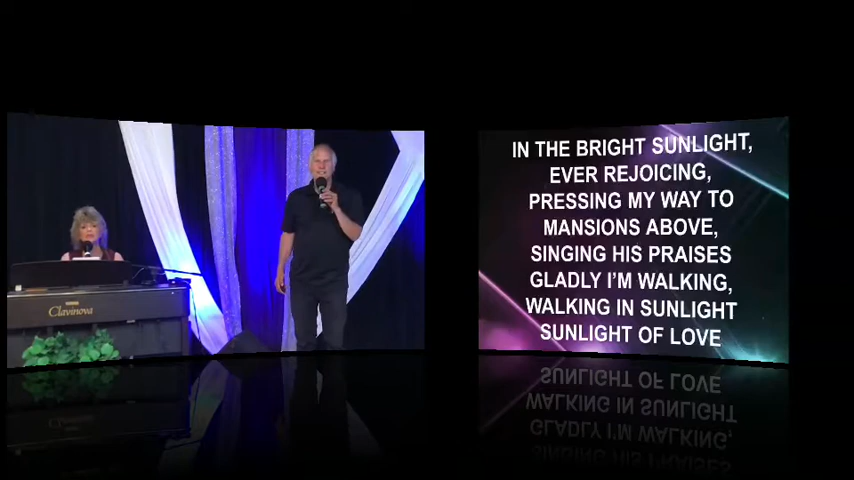 Clavinova
IN THE BRIGHT SUNLIGHT,
EVER REJOICING,
PRESSING MY WAY TO
MANSIONS ABOVE,
SINGING HIS PRAISES
GLADLY I'M WALKING,
WALKING IN SUNLIGHT
SUNLIGHT OF LOVE